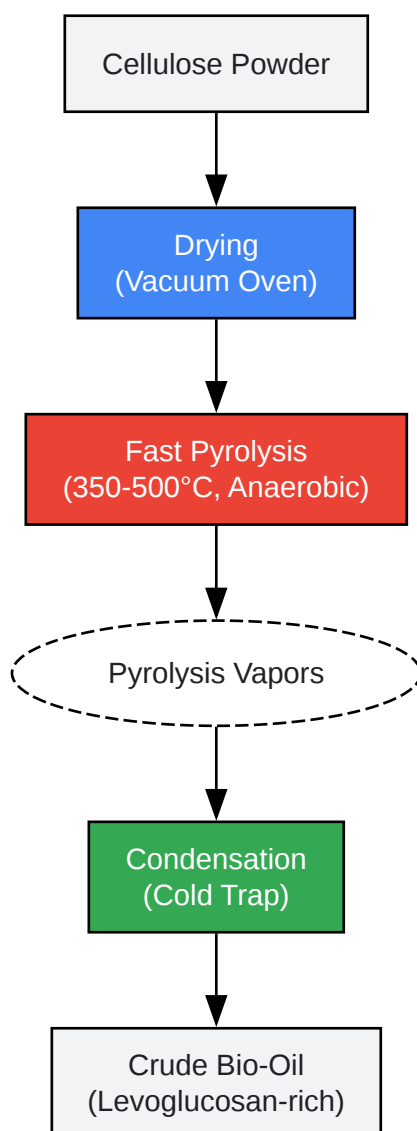 Cellulose Powder
Drying
(Vacuum Oven)
Fast Pyrolysis
(350-500°C, Anaerobic)
Pyrolysis Vapors
Condensation
(Cold Trap)
Crude Bio-Oil
(Levoglucosan-rich)